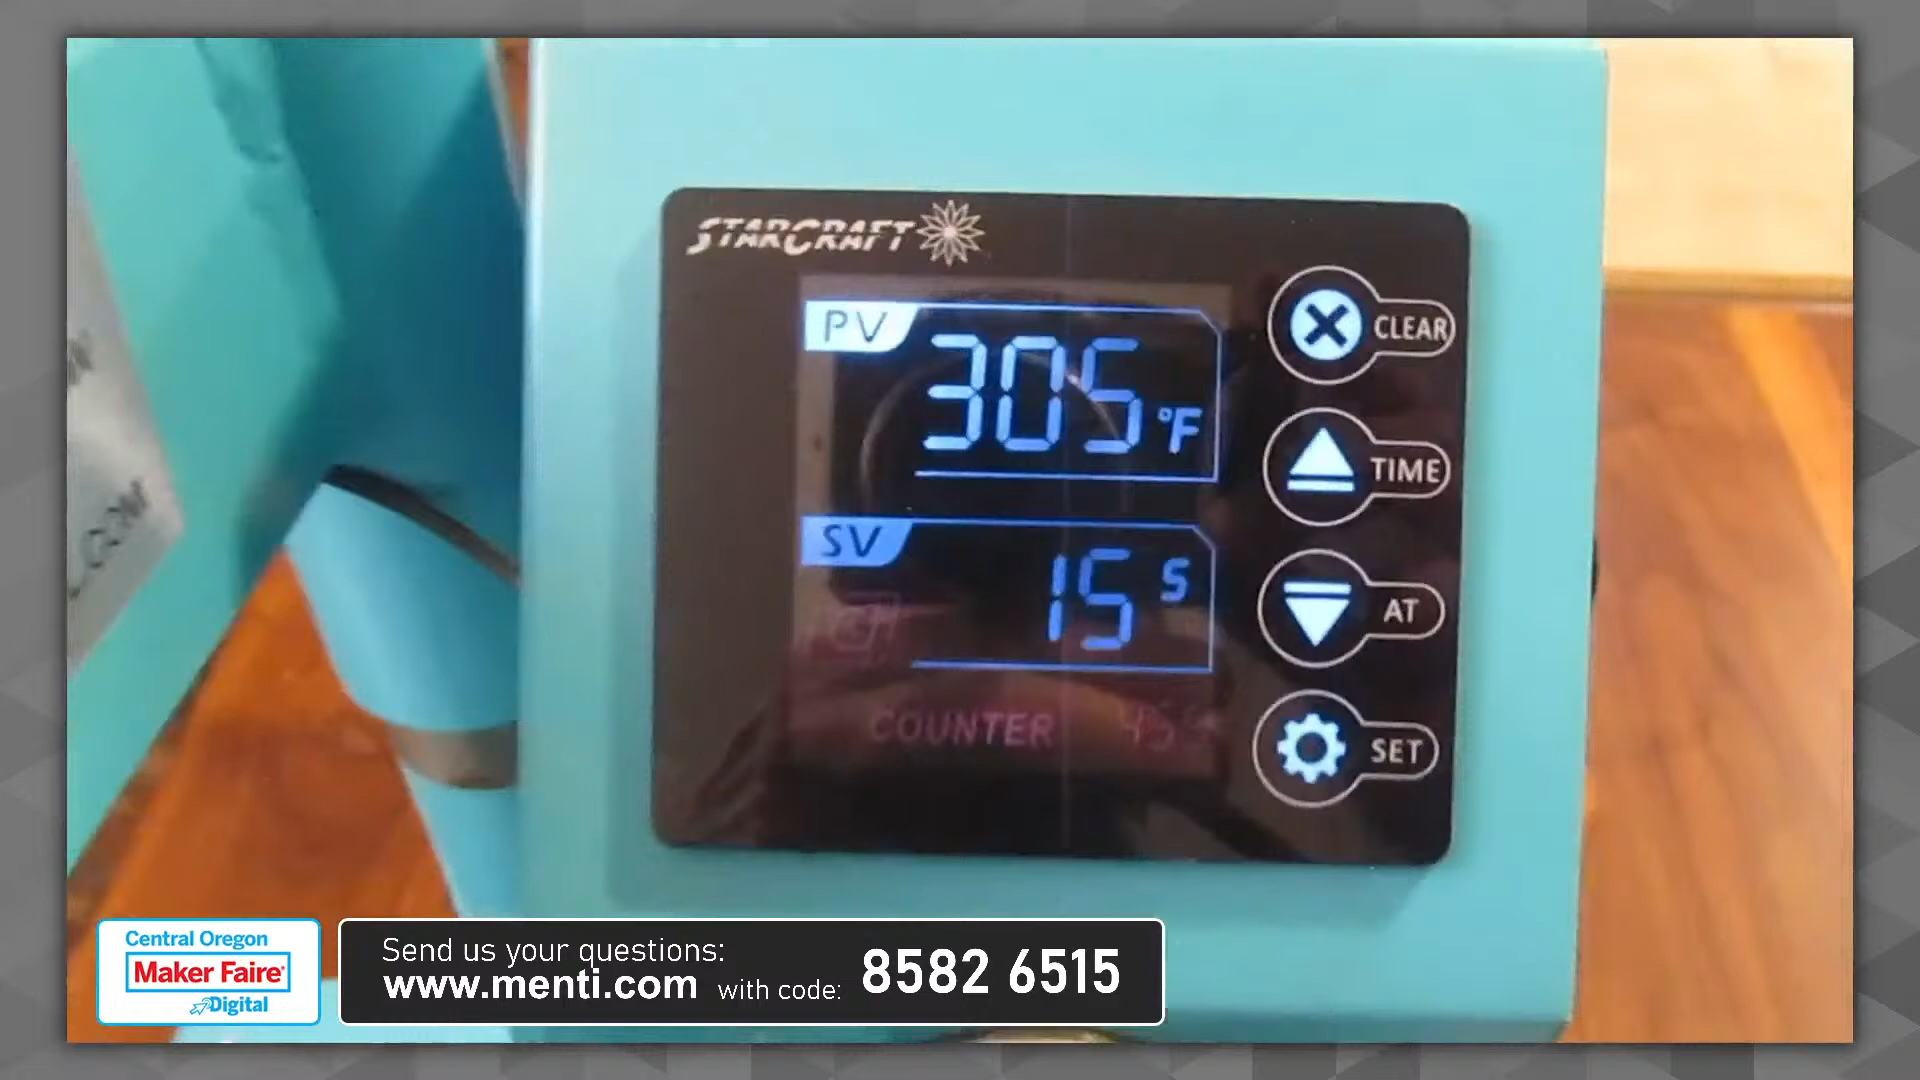 STARCRAFT
PV
305 °F
SV
15 S
COUNTER
CLEAR
TIME
AT
SET
.COM
Central Oregon
Maker Faire
Digital
Send us your questions:
www.menti.com with code: 8582 6515